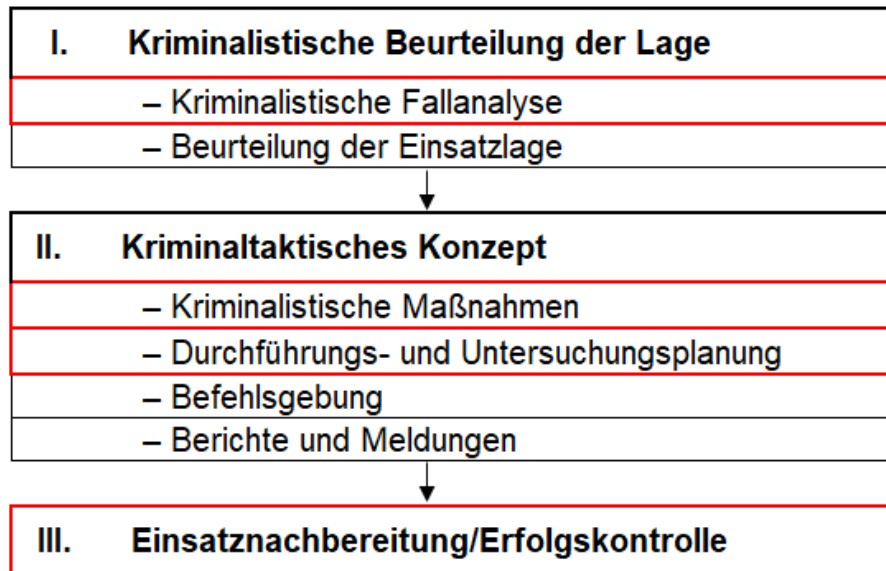 I. Kriminalistische Beurteilung der Lage
– Kriminalistische Fallanalyse
– Beurteilung der Einsatzlage
II. Kriminaltaktisches Konzept
– Kriminalistische Maßnahmen
– Durchführungs- und Untersuchungsplanung
– Befehlsgebung
– Berichte und Meldungen
III. Einsatznachbereitung/Erfolgskontrolle